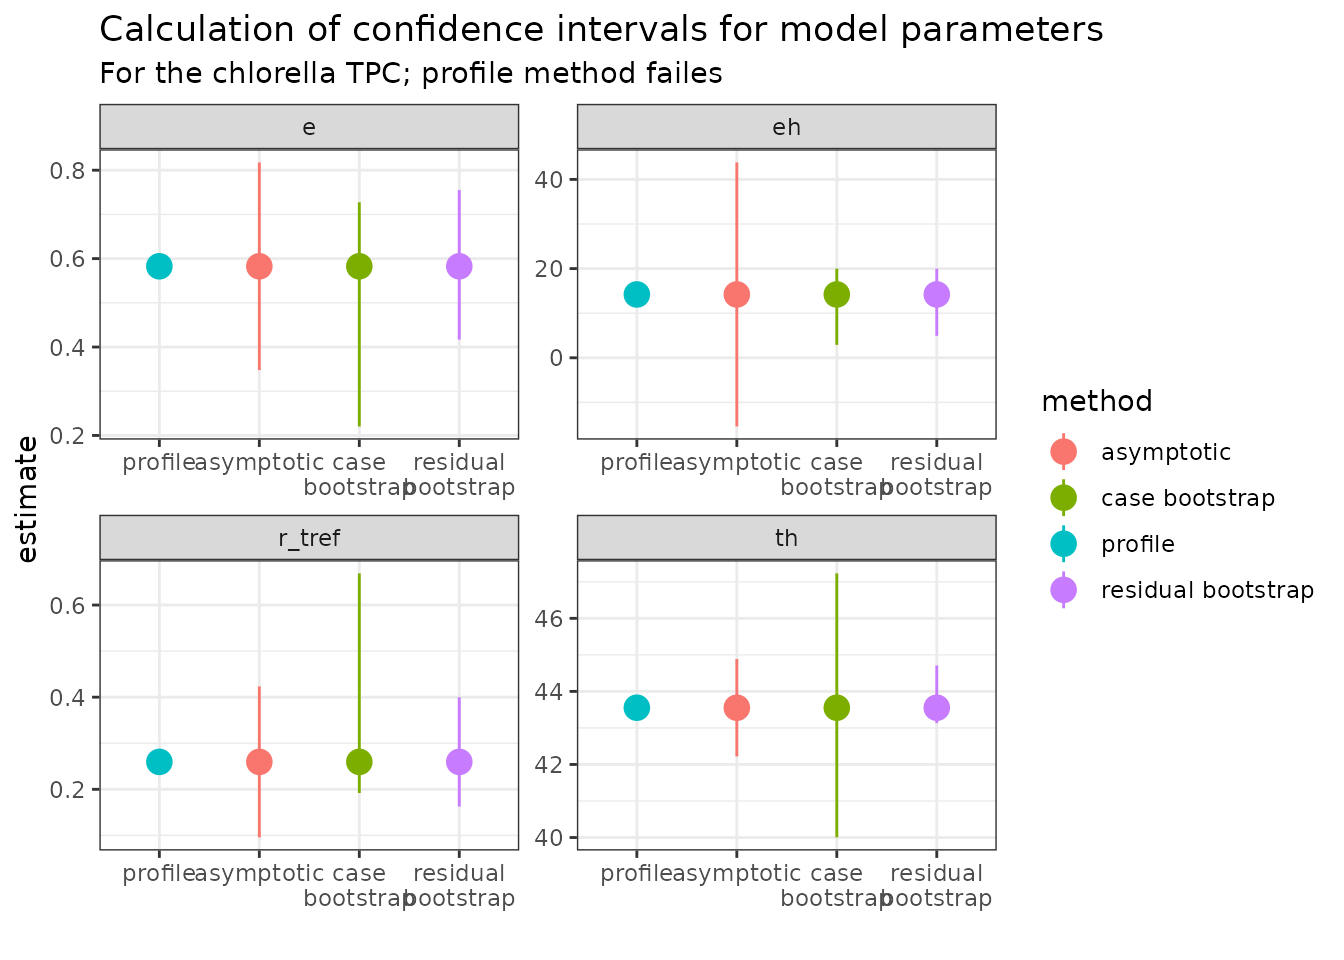 Calculation of confidence intervals for model parameters
For the chlorella TPC; profile method failes
e
0.8
0.6
0.4
0.2
profile asymptotic case bootstrap residual bootstrap
eh
40
20
0
profile asymptotic case bootstrap residual bootstrap
estimate
r_tref
0.6
0.4
0.2
profile asymptotic case bootstrap residual bootstrap
th
46
44
42
40
profile asymptotic case bootstrap residual bootstrap
method
asymptotic
case bootstrap
profile
residual bootstrap